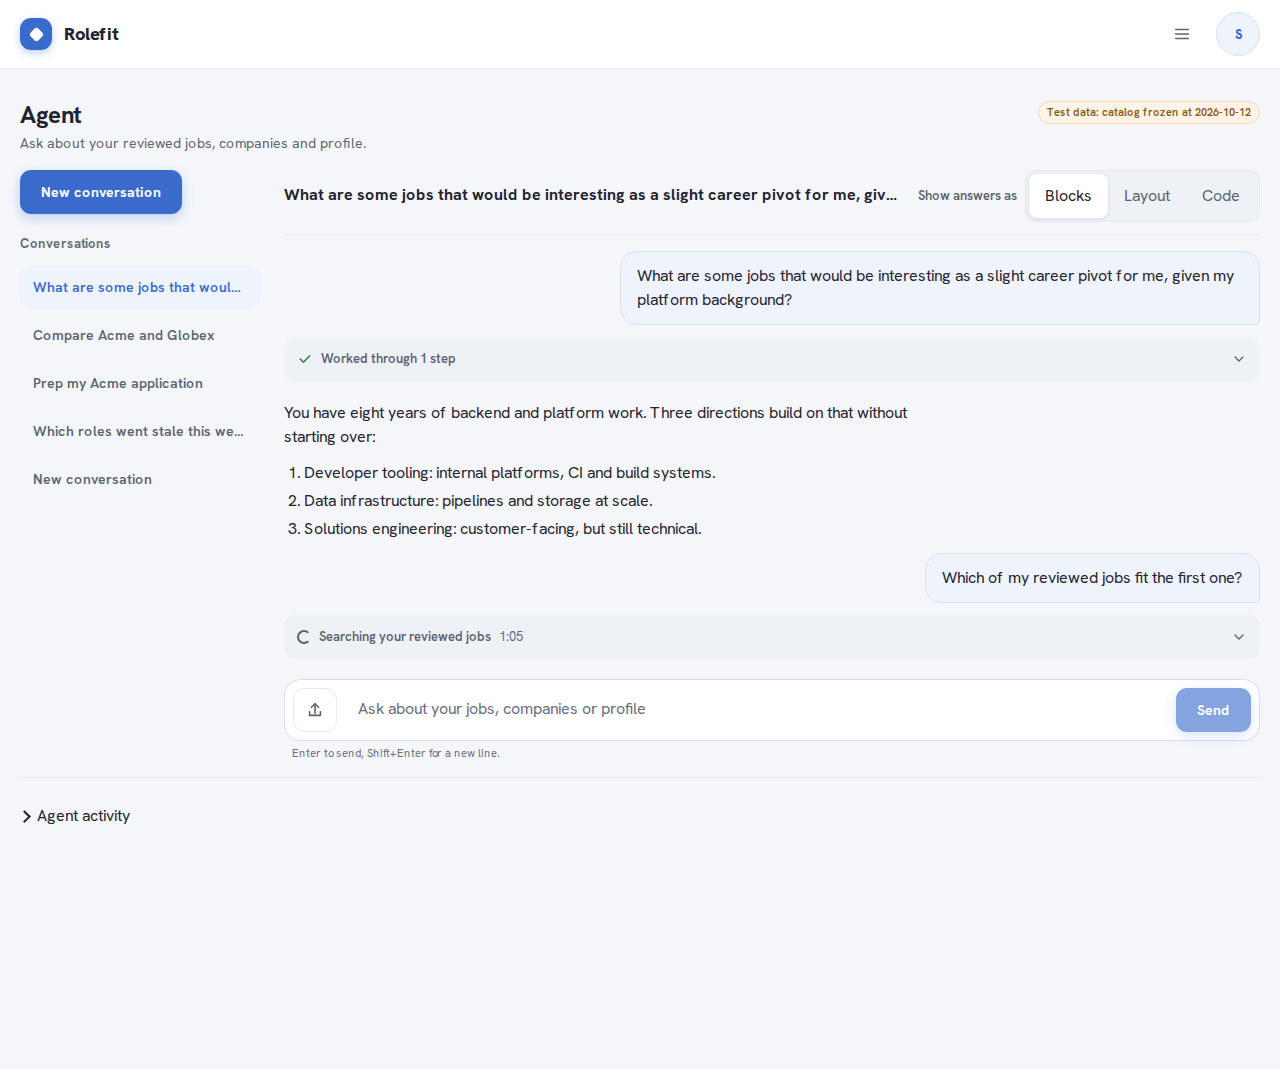 Rolefit
S
Agent
Test data: catalog frozen at 2026-10-12
Ask about your reviewed jobs, companies and profile.
New conversation
Conversations
What are some jobs that woul...
Compare Acme and Globex
Prep my Acme application
Which roles went stale this we...
New conversation
What are some jobs that would be interesting as a slight career pivot for me, giv...
Show answers as
Blocks
Layout
Code
What are some jobs that would be interesting as a slight career pivot for me, given my
platform background?
Worked through 1 step
You have eight years of backend and platform work. Three directions build on that without
starting over:
1. Developer tooling: internal platforms, CI and build systems.
2. Data infrastructure: pipelines and storage at scale.
3. Solutions engineering: customer-facing, but still technical.
Which of my reviewed jobs fit the first one?
Searching your reviewed jobs 1:05
Ask about your jobs, companies or profile
Send
Enter to send, Shift+Enter for a new line.
Agent activity